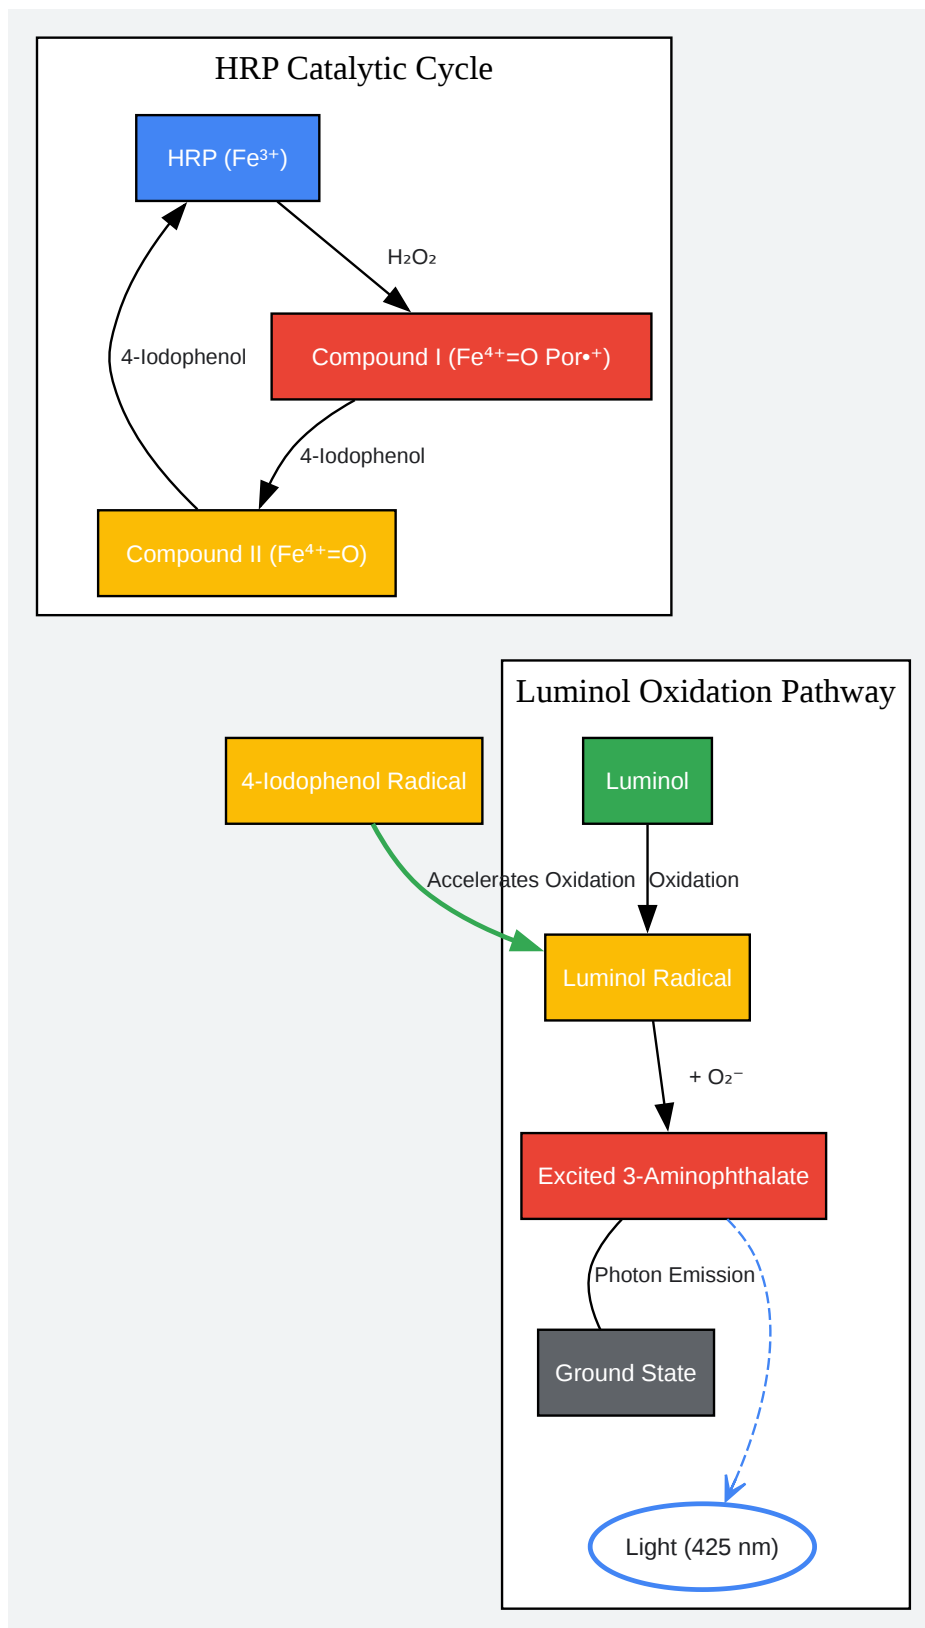 HRP Catalytic Cycle
HRP (Fe³⁺)
H₂O₂
4-Iodophenol
Compound I (Fe⁴⁺=O Por•⁺)
4-Iodophenol
Compound II (Fe⁴⁺=O)
Luminol Oxidation Pathway
4-Iodophenol Radical
Luminol
Accelerates Oxidation
Oxidation
Luminol Radical
+ O₂⁻
Excited 3-Aminophthalate
Photon Emission
Ground State
Light (425 nm)